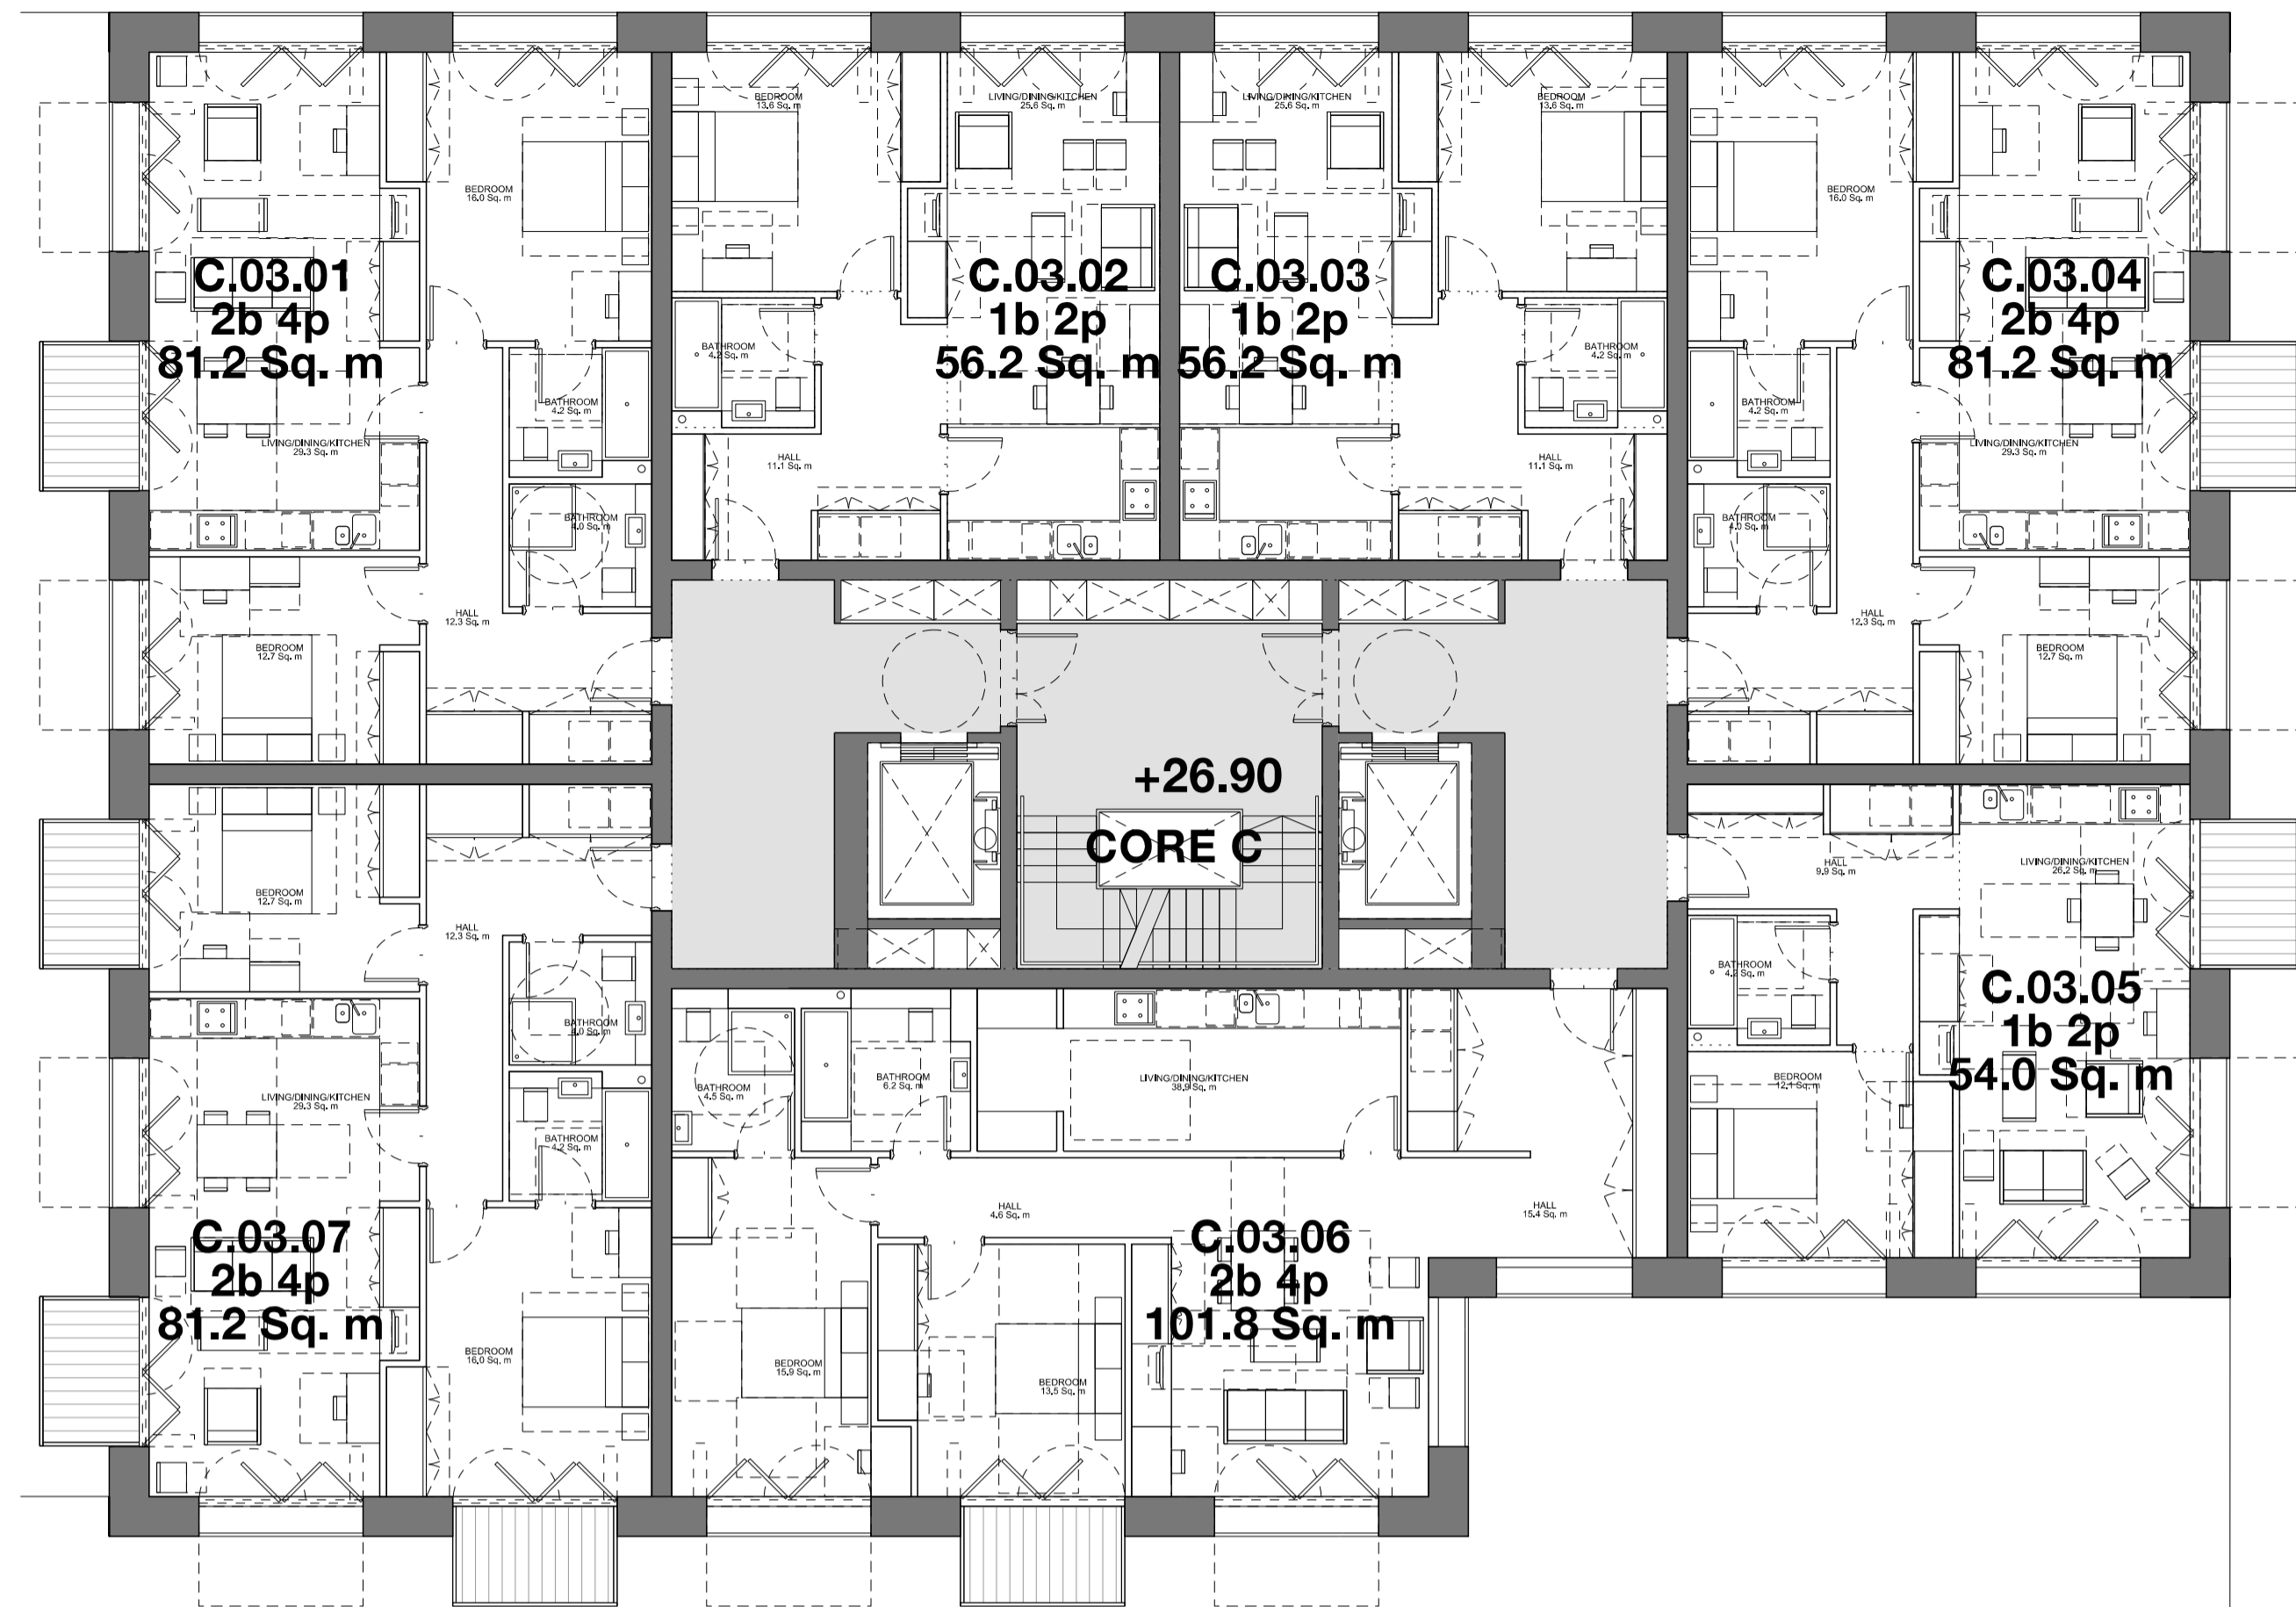 C.03.01
2b 4p
81.2 Sq. m
BEDROOM
16.0 Sq. m
BATHROOM
4.2 Sq. m
LIVING/DINING/KITCHEN
29.3 Sq. m
BATHROOM
4.0 Sq. m
HALL
12.3 Sq. m
BEDROOM
12.7 Sq. m
BEDROOM
13.6 Sq. m
LIVING/DINING/KITCHEN
25.6 Sq. m
C.03.02
1b 2p
56.2 Sq. m
BATHROOM
4.2 Sq. m
HALL
11.1 Sq. m
LIVING/DINING/KITCHEN
25.6 Sq. m
BEDROOM
13.6 Sq. m
C.03.03
1b 2p
56.2 Sq. m
BATHROOM
4.2 Sq. m
HALL
11.1 Sq. m
BEDROOM
16.0 Sq. m
C.03.04
2b 4p
81.2 Sq. m
BATHROOM
4.2 Sq. m
LIVING/DINING/KITCHEN
29.3 Sq. m
BATHROOM
4.0 Sq. m
HALL
12.3 Sq. m
BEDROOM
12.7 Sq. m
+26.90
CORE C
BEDROOM
12.7 Sq. m
HALL
12.3 Sq. m
BATHROOM
4.0 Sq. m
LIVING/DINING/KITCHEN
29.3 Sq. m
BATHROOM
4.2 Sq. m
C.03.07
2b 4p
81.2 Sq. m
BEDROOM
16.0 Sq. m
BATHROOM
4.5 Sq. m
BATHROOM
6.2 Sq. m
LIVING/DINING/KITCHEN
38.9 Sq. m
HALL
4.6 Sq. m
HALL
15.4 Sq. m
C.03.06
2b 4p
101.8 Sq. m
BEDROOM
15.9 Sq. m
BEDROOM
13.5 Sq. m
HALL
9.9 Sq. m
LIVING/DINING/KITCHEN
26.2 Sq. m
BATHROOM
4.2 Sq. m
C.03.05
1b 2p
54.0 Sq. m
BEDROOM
12.1 Sq. m